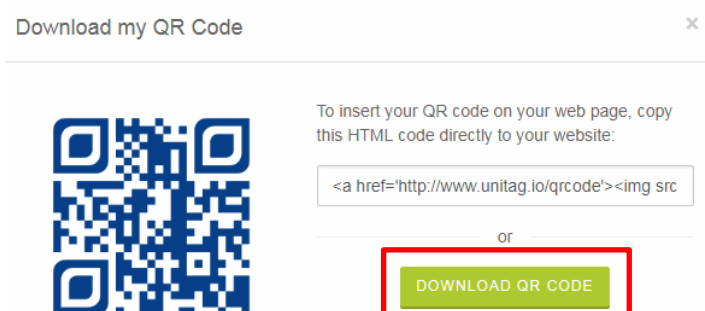 Download my QR Code ×
To insert your QR code on your web page, copy
this HTML code directly to your website:
<a href='http://www.unitag.io/qrcode'><img src
or
DOWNLOAD QR CODE